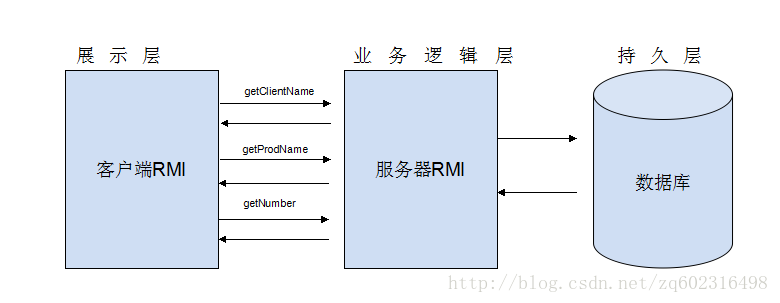 展示层
业务逻辑层
持久层
getClientName
getProdName
getNumber
客户端RMI
服务器RMI
数据库
http://blog.csdn.net/zq602316498